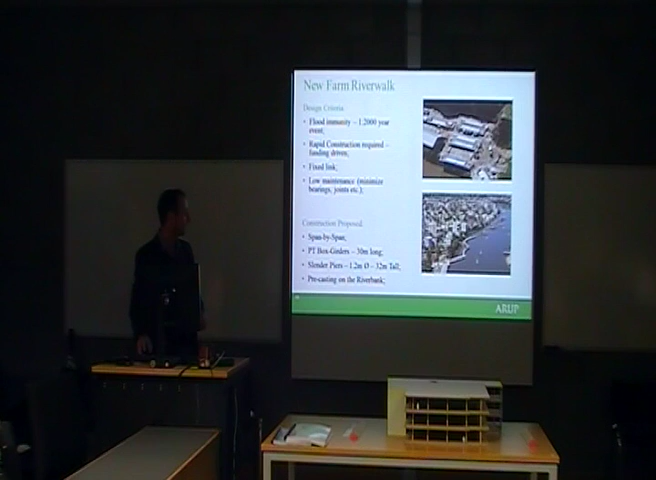 New Farm Riverwalk
Design Criteria
• Flood immunity – 1:2000 year
event;
• Rapid Construction required –
funding driven;
• Fixed link;
• Low maintenance (minimize
bearings, joints etc.);
Construction Proposed
• Span-by-Span;
• PT Box-Girders – 30m long;
• Slender Piers – 1.2m Ø – 32m Tall;
• Pre-casting on the Riverbank;
ARUP